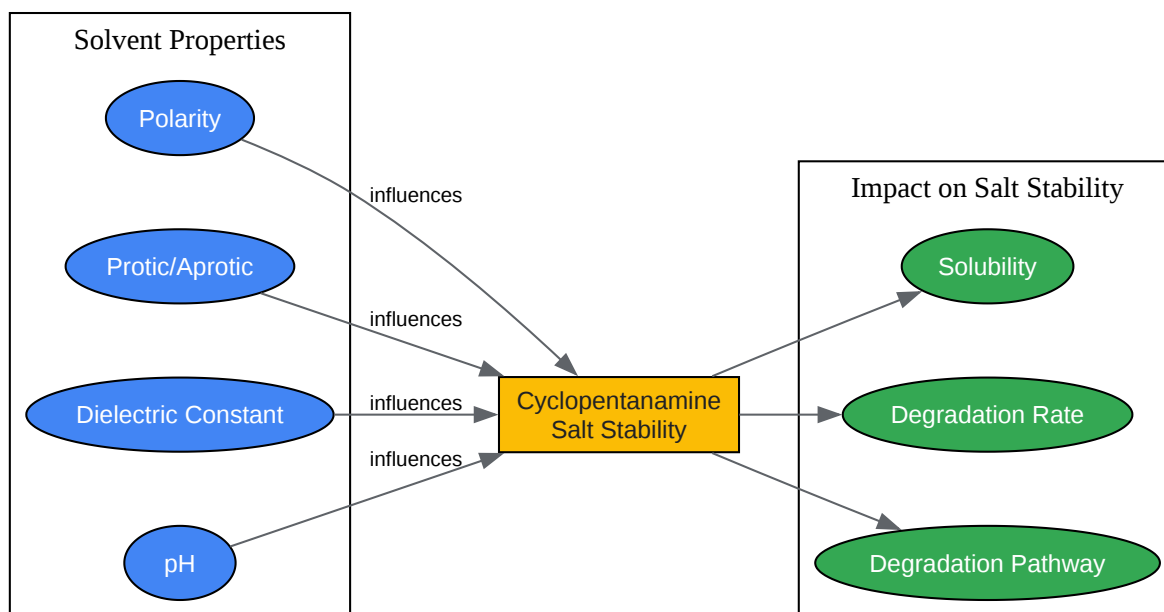 Solvent Properties
Polarity
influences
Protic/Aprotic
influences
Dielectric Constant
influences
pH
influences
Cyclopentanamine
Salt Stability
Impact on Salt Stability
Solubility
Degradation Rate
Degradation Pathway